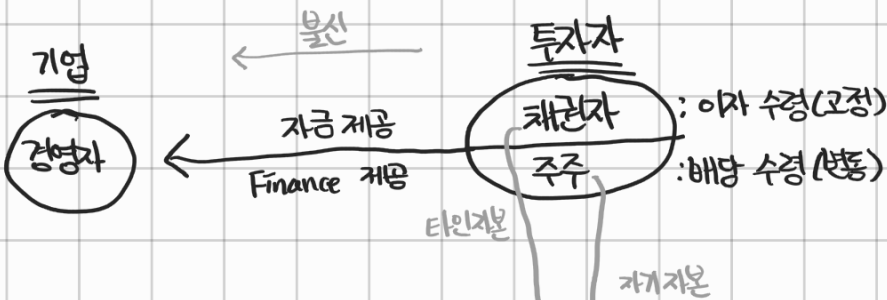 불신
기업
투자자
경영자
자금 제공
Finance 제공
채권자 : 이자 수령(고정)
주주 : 배당 수령(변동)
타인자본
자기자본